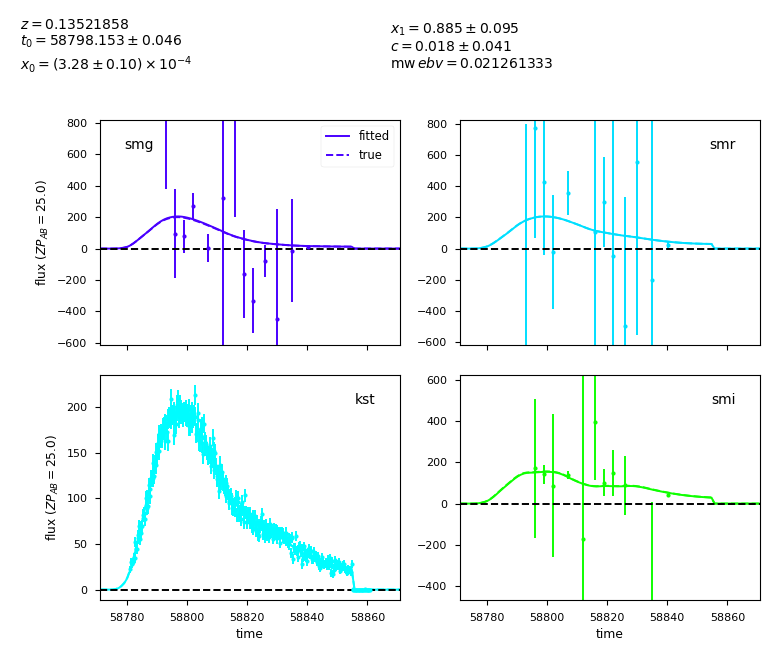 z = 0.13521858
t₀ = 58798.153 ± 0.046
x₀ = (3.28 ± 0.10) × 10⁻⁴
x₁ = 0.885 ± 0.095
c = 0.018 ± 0.041
mw ebv = 0.021261333
smg
fitted
true
800
600
400
200
0
−200
−400
−600
flux (ZP_AB = 25.0)
smr
800
600
400
200
0
−200
−400
−600
kst
200
150
100
50
0
flux (ZP_AB = 25.0)
58780 58800 58820 58840 58860
time
smi
600
400
200
0
−200
−400
58780 58800 58820 58840 58860
time